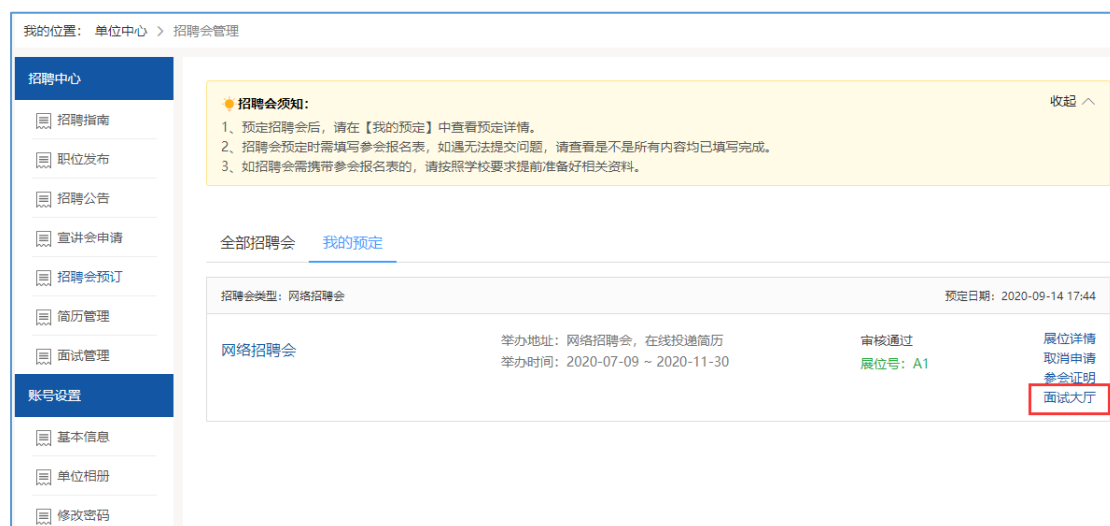 我的位置： 单位中心 > 招聘会管理
招聘中心
招聘指南
职位发布
招聘公告
宣讲会申请
招聘会预订
简历管理
面试管理
账号设置
基本信息
单位相册
修改密码
招聘会须知：
收起
1、预定招聘会后，请在【我的预定】中查看预定详情。
2、招聘会预定时需填写参会报名表，如遇无法提交问题，请查看是不是所有内容均已填写完成。
3、如招聘会需携带参会报名表的，请按照学校要求提前准备好相关资料。
全部招聘会 我的预定
招聘会类型：网络招聘会 预定日期：2020-09-14 17:44
网络招聘会
举办地址：网络招聘会，在线投递简历
举办时间：2020-07-09 ~ 2020-11-30
审核通过
展位号：A1
展位详情
取消申请
参会证明
面试大厅